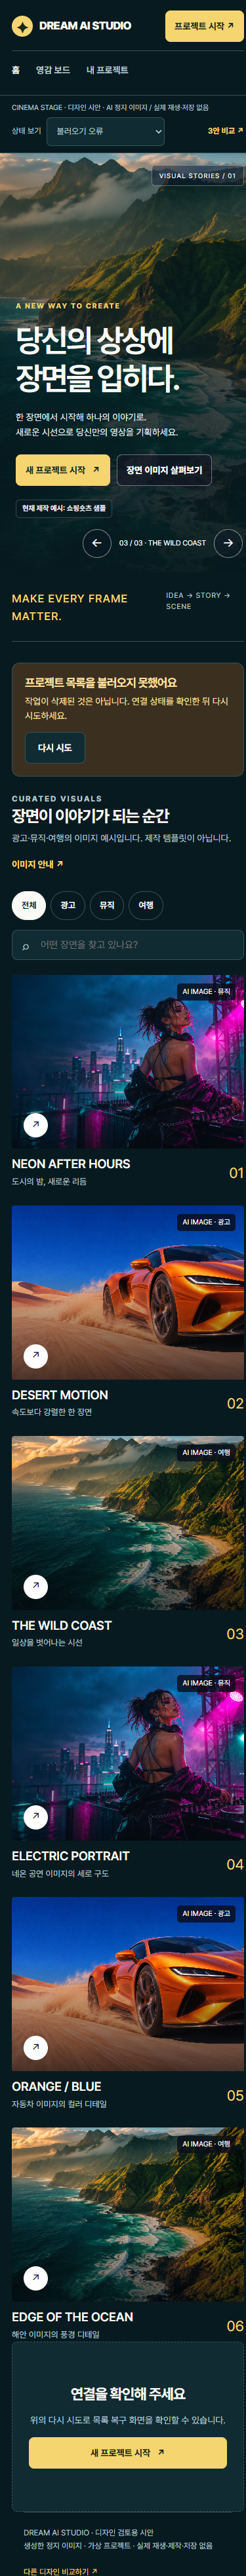 DREAM AI STUDIO
프로젝트 시작 ↗
홈 영감 보드 내 프로젝트
CINEMA STAGE · 디자인 시안 · AI 정지 이미지 / 실제 재생·저장 없음
상태 보기 불러오기 오류 3안 비교 ↗
VISUAL STORIES / 01
A NEW WAY TO CREATE
당신의 상상에
장면을 입히다.
한 장면에서 시작해 하나의 이야기로.
새로운 시선으로 당신만의 영상을 기획하세요.
새 프로젝트 시작 ↗ 장면 이미지 살펴보기
현재 제작 예시: 쇼핑숏츠 샘플
← 03 / 03 · THE WILD COAST →
MAKE EVERY FRAME
MATTER.
IDEA → STORY →
SCENE
프로젝트 목록을 불러오지 못했어요
작업이 삭제된 것은 아닙니다. 연결 상태를 확인한 뒤 다시
시도하세요.
다시 시도
CURATED VISUALS
장면이 이야기가 되는 순간
광고·뮤직·여행의 이미지 예시입니다. 제작 템플릿이 아닙니다.
이미지 안내 ↗
전체 광고 뮤직 여행
어떤 장면을 찾고 있나요?
AI IMAGE · 뮤직
↗
NEON AFTER HOURS
도시의 밤, 새로운 리듬
01
AI IMAGE · 광고
↗
DESERT MOTION
속도보다 강렬한 한 장면
02
AI IMAGE · 여행
↗
THE WILD COAST
일상을 벗어나는 시선
03
AI IMAGE · 뮤직
↗
ELECTRIC PORTRAIT
네온 공연 이미지의 세로 구도
04
AI IMAGE · 광고
↗
ORANGE / BLUE
자동차 이미지의 컬러 디테일
05
AI IMAGE · 여행
↗
EDGE OF THE OCEAN
해안 이미지의 풍경 디테일
06
연결을 확인해 주세요
위의 다시 시도로 목록 복구 화면을 확인할 수 있습니다.
새 프로젝트 시작 ↗
DREAM AI STUDIO · 디자인 검토용 시안
생성한 정지 이미지 · 가상 프로젝트 · 실제 재생·제작·저장 없음
다른 디자인 비교하기 ↗